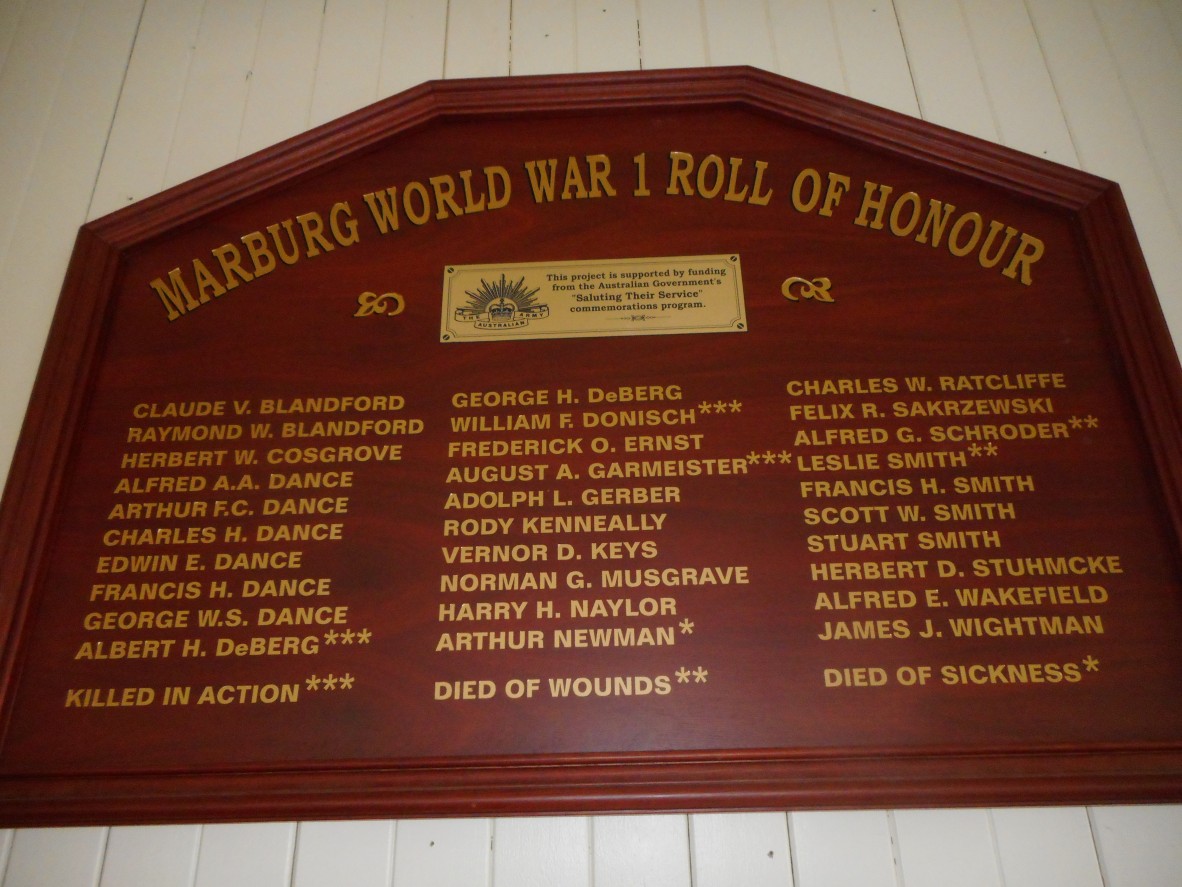 MARBURG WORLD WAR 1 ROLL OF HONOUR
This project is supported by funding
from the Australian Government's
"Saluting Their Service"
commemorations program.
THE ARMY
AUSTRALIAN
CLAUDE V. BLANDFORD
RAYMOND W. BLANDFORD
HERBERT W. COSGROVE
ALFRED A.A. DANCE
ARTHUR F.C. DANCE
CHARLES H. DANCE
EDWIN E. DANCE
FRANCIS H. DANCE
GEORGE W.S. DANCE
ALBERT H. DeBERG***
KILLED IN ACTION***
GEORGE H. DeBERG
WILLIAM F. DONISCH***
FREDERICK O. ERNST
AUGUST A. GARMEISTER***
ADOLPH L. GERBER
RODY KENNEALLY
VERNOR D. KEYS
NORMAN G. MUSGRAVE
HARRY H. NAYLOR
ARTHUR NEWMAN*
DIED OF WOUNDS**
CHARLES W. RATCLIFFE
FELIX R. SAKRZEWSKI
ALFRED G. SCHRODER**
LESLIE SMITH**
FRANCIS H. SMITH
SCOTT W. SMITH
STUART SMITH
HERBERT D. STUHMCKE
ALFRED E. WAKEFIELD
JAMES J. WIGHTMAN
DIED OF SICKNESS*